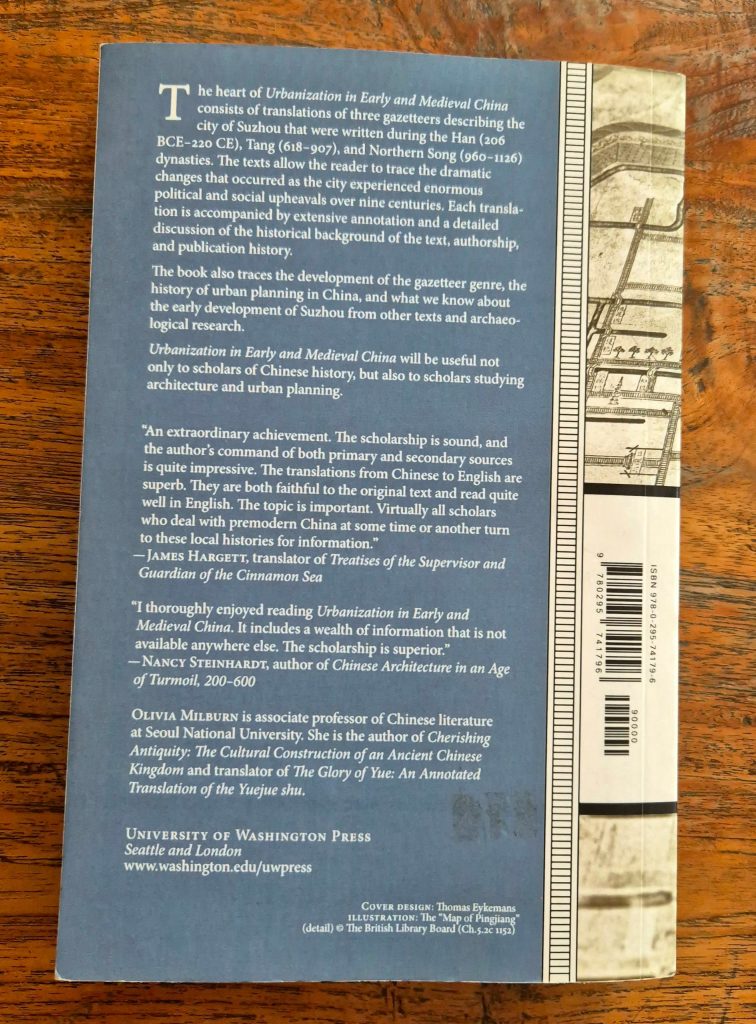 The heart of Urbanization in Early and Medieval China
consists of translations of three gazetteers describing the
city of Suzhou that were written during the Han (206
BCE–220 CE), Tang (618–907), and Northern Song (960–1126)
dynasties. The texts allow the reader to trace the dramatic
changes that occurred as the city experienced enormous
political and social upheavals over nine centuries. Each transla-
tion is accompanied by extensive annotation and a detailed
discussion of the historical background of the text, authorship,
and publication history.
The book also traces the development of the gazetteer genre, the
history of urban planning in China, and what we know about
the early development of Suzhou from other texts and archaeo-
logical research.
Urbanization in Early and Medieval China will be useful not
only to scholars of Chinese history, but also to scholars studying
architecture and urban planning.
“An extraordinary achievement. The scholarship is sound, and
the author’s command of both primary and secondary sources
is quite impressive. The translations from Chinese to English are
superb. They are both faithful to the original text and read quite
well in English. The topic is important. Virtually all scholars
who deal with premodern China at some time or another turn
to these local histories for information.”
—James Hargett, translator of Treatises of the Supervisor and
Guardian of the Cinnamon Sea
“I thoroughly enjoyed reading Urbanization in Early and
Medieval China. It includes a wealth of information that is not
available anywhere else. The scholarship is superior.”
—Nancy Steinhardt, author of Chinese Architecture in an Age
of Turmoil, 200–600
Olivia Milburn is associate professor of Chinese literature
at Seoul National University. She is the author of Cherishing
Antiquity: The Cultural Construction of an Ancient Chinese
Kingdom and translator of The Glory of Yue: An Annotated
Translation of the Yuejue shu.
University of Washington Press
Seattle and London
www.washington.edu/uwpress
Cover design: Thomas Eykemans
illustration: The “Map of Pingjiang”
(detail) © The British Library Board (Ch.5.2c 1152)
ISBN 978-0-295-74179-6
9 780295 741796
90000